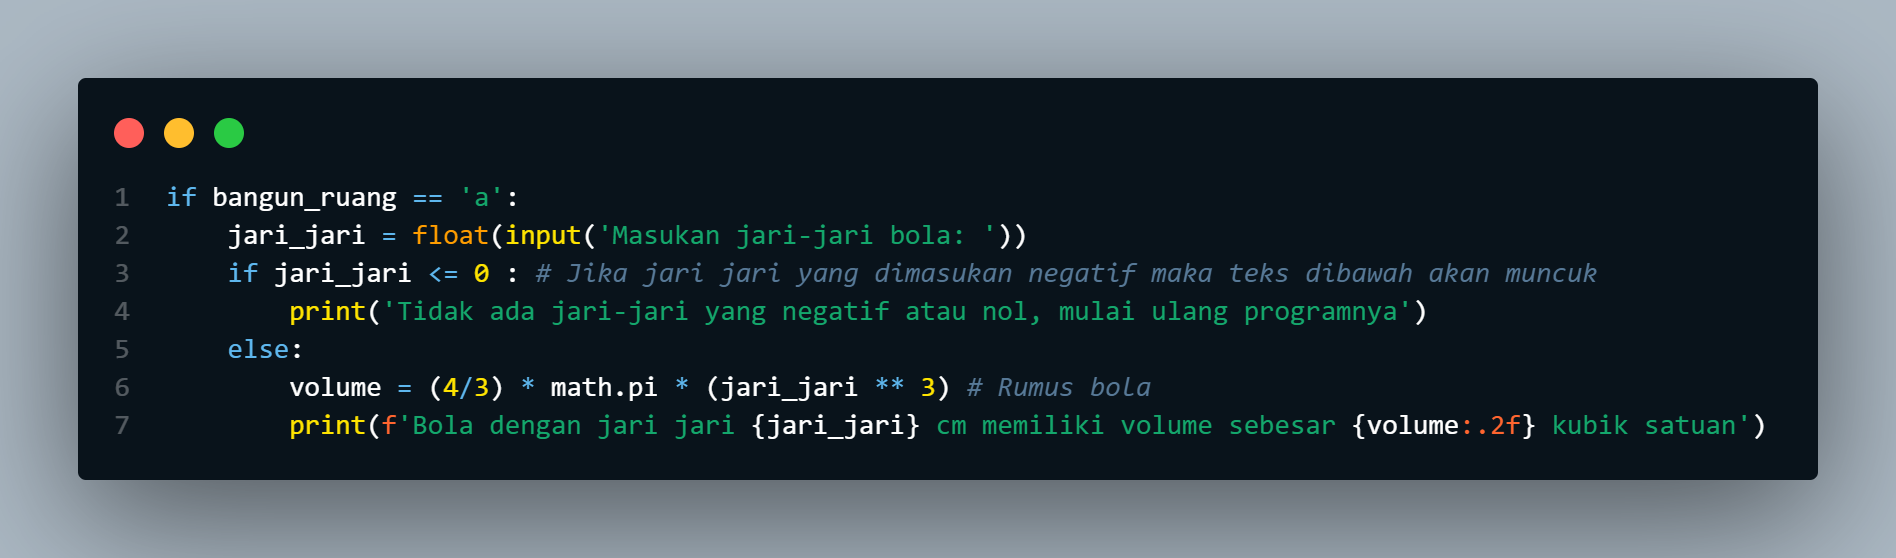 1 if bangun_ruang == 'a':
2     jari_jari = float(input('Masukan jari-jari bola: '))
3     if jari_jari <= 0 : # Jika jari jari yang dimasukan negatif maka teks dibawah akan muncuk
4         print('Tidak ada jari-jari yang negatif atau nol, mulai ulang programnya')
5     else:
6         volume = (4/3) * math.pi * (jari_jari ** 3) # Rumus bola
7         print(f'Bola dengan jari jari {jari_jari} cm memiliki volume sebesar {volume:.2f} kubik satuan')